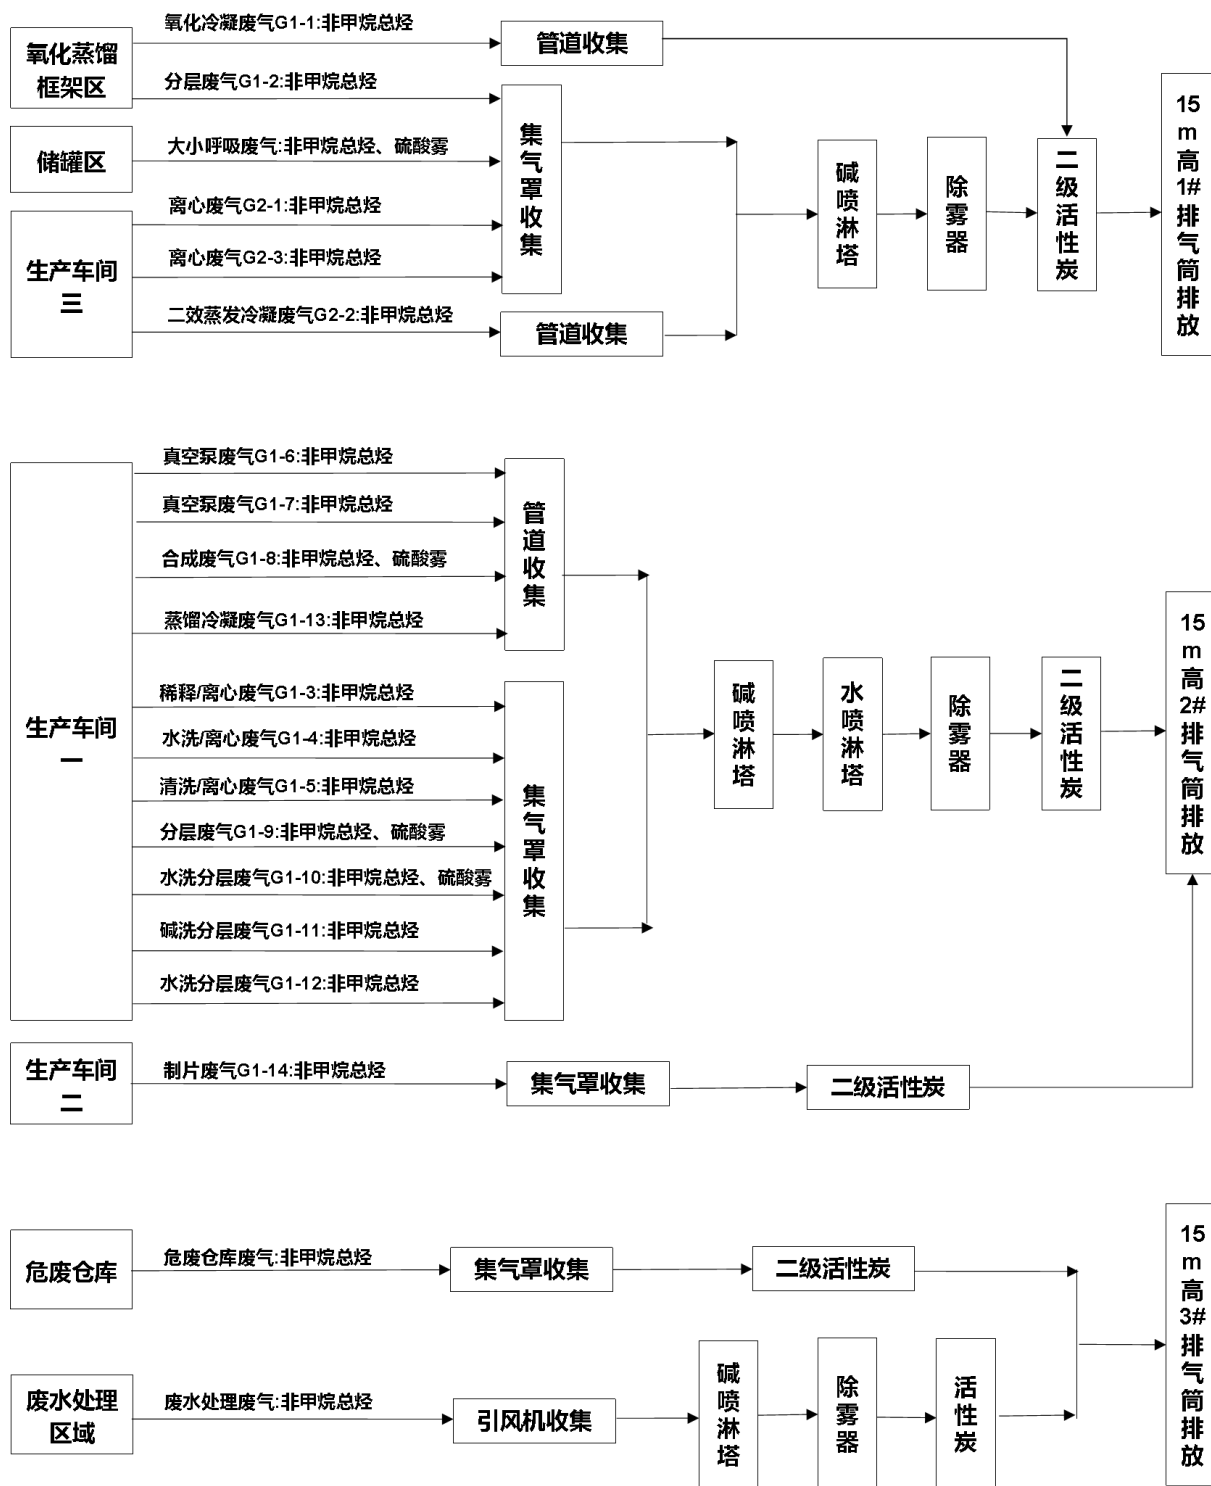 氧化蒸馏
框架区
氧化冷凝废气G1-1:非甲烷总烃
管道收集
分层废气G1-2:非甲烷总烃
储罐区
大小呼吸废气:非甲烷总烃、硫酸雾
集气罩收集
生产车间
三
离心废气G2-1:非甲烷总烃
离心废气G2-3:非甲烷总烃
二效蒸发冷凝废气G2-2:非甲烷总烃
管道收集
碱喷淋塔
除雾器
二级活性炭
15m高1#排气筒排放
生产车间
一
真空泵废气G1-6:非甲烷总烃
真空泵废气G1-7:非甲烷总烃
合成废气G1-8:非甲烷总烃、硫酸雾
蒸馏冷凝废气G1-13:非甲烷总烃
管道收集
稀释/离心废气G1-3:非甲烷总烃
水洗/离心废气G1-4:非甲烷总烃
清洗/离心废气G1-5:非甲烷总烃
分层废气G1-9:非甲烷总烃、硫酸雾
水洗分层废气G1-10:非甲烷总烃、硫酸雾
碱洗分层废气G1-11:非甲烷总烃
水洗分层废气G1-12:非甲烷总烃
集气罩收集
碱喷淋塔
水喷淋塔
除雾器
二级活性炭
15m高2#排气筒排放
生产车间
二
制片废气G1-14:非甲烷总烃
集气罩收集
二级活性炭
危废仓库
危废仓库废气:非甲烷总烃
集气罩收集
二级活性炭
废水处理
区域
废水处理废气:非甲烷总烃
引风机收集
碱喷淋塔
除雾器
活性炭
15m高3#排气筒排放